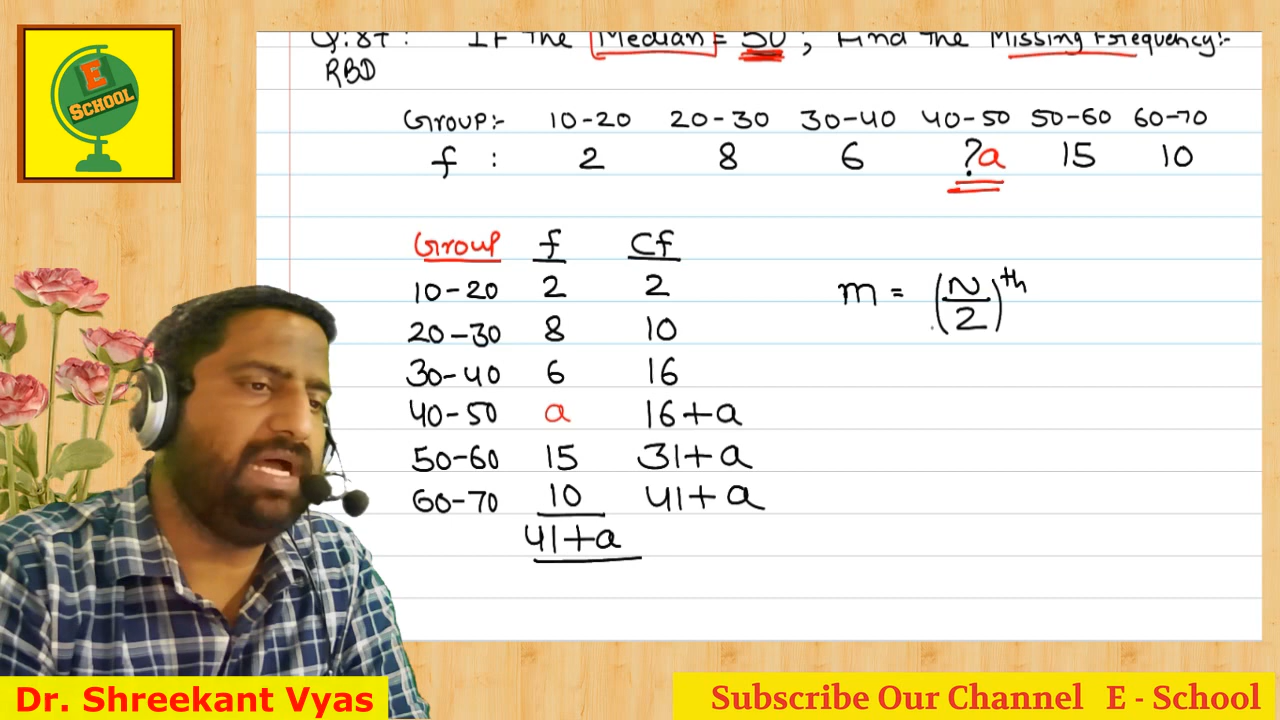 E
SCHOOL
Q.87: If the Median = 50 ; Find the Missing Frequency:-
RBD
Group:- 10-20 20-30 30-40 40-50 50-60 60-70
f : 2 8 6 ?a 15 10
Group f Cf
10-20 2 2
20-30 8 10
30-40 6 16
40-50 a 16+a
50-60 15 31+a
60-70 10 41+a
41+a
m = (N/2)th
Dr. Shreekant Vyas
Subscribe Our Channel E - School